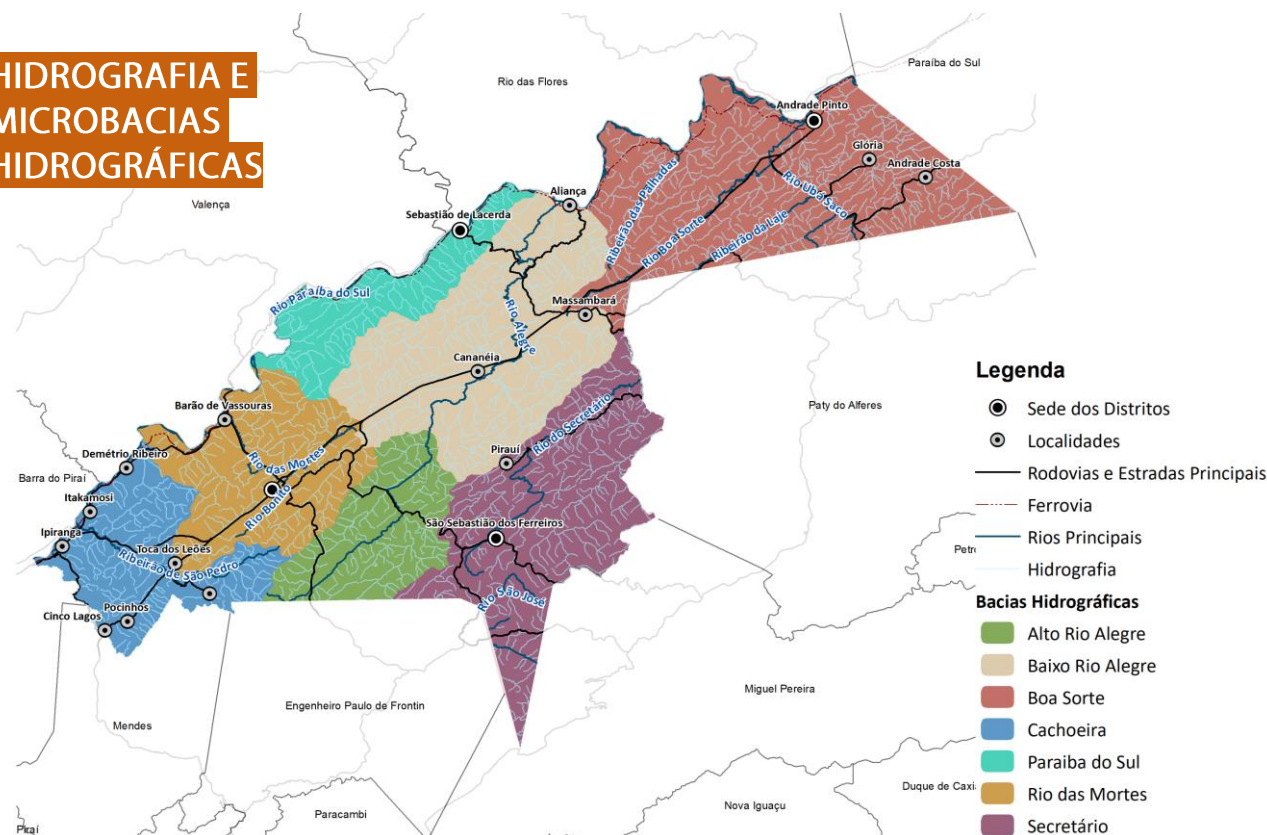 HIDROGRAFIA E
MICROBACIAS
HIDROGRÁFICAS
Rio das Flores
Paraíba do Sul
Andrade Pinto
Glória
Andrade Costa
Valença
Aliança
Sebastião de Lacerda
Ribeirão das Palhadas
Rio Ubá Saco
Rio Boa Sorte
Ribeirão da Laje
Rio Paraíba do Sul
Massambará
Rio Alegre
Cananéia
Barão de Vassouras
Paty do Alferes
Rio do Secretário
Demétrio Ribeiro
Rio das Mortes
Pirauí
Barra do Piraí
Itakamosi
Rio Bonito
São Sebastião dos Ferreiros
Ipiranga
Toca dos Leões
Ribeirão de São Pedro
Rio São José
Pocinhos
Cinco Lagos
Miguel Pereira
Engenheiro Paulo de Frontin
Mendes
Nova Iguaçu
Paracambi
Piraí
Legenda
Sede dos Distritos
Localidades
Rodovias e Estradas Principais
Ferrovia
Rios Principais
Petr
Hidrografia
Bacias Hidrográficas
Alto Rio Alegre
Baixo Rio Alegre
Boa Sorte
Cachoeira
Paraiba do Sul
Duque de Caxi
Rio das Mortes
Secretário